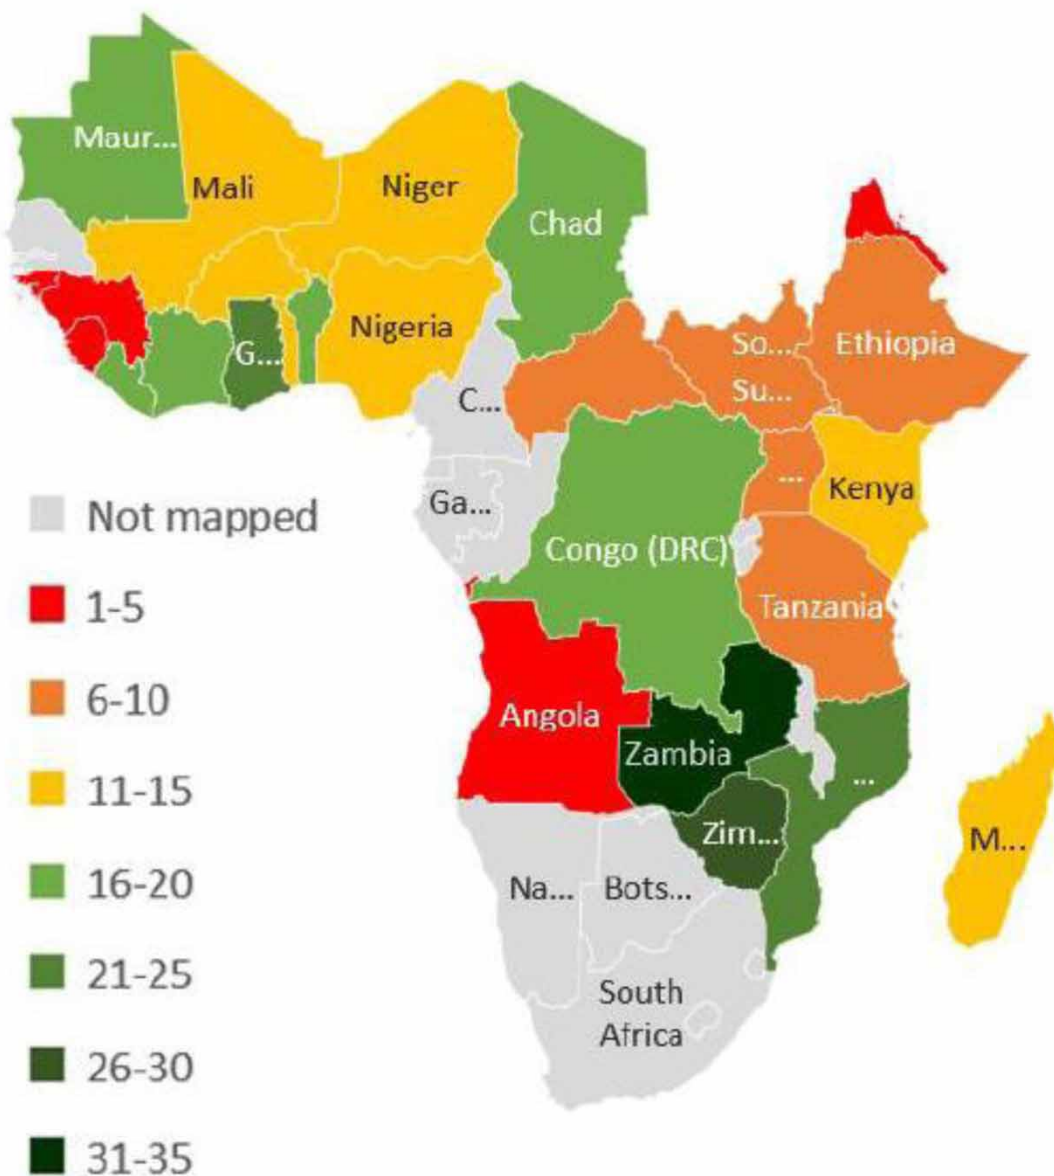 Maur...
Mali
Niger
Chad
Nigeria
G...
So...
Su...
Ethiopia
C...
...
Kenya
Ga...
Congo (DRC)
Tanzania
Angola
Zambia
...
Zim...
M...
Na...
Bots...
South
Africa
Not mapped
1-5
6-10
11-15
16-20
21-25
26-30
31-35